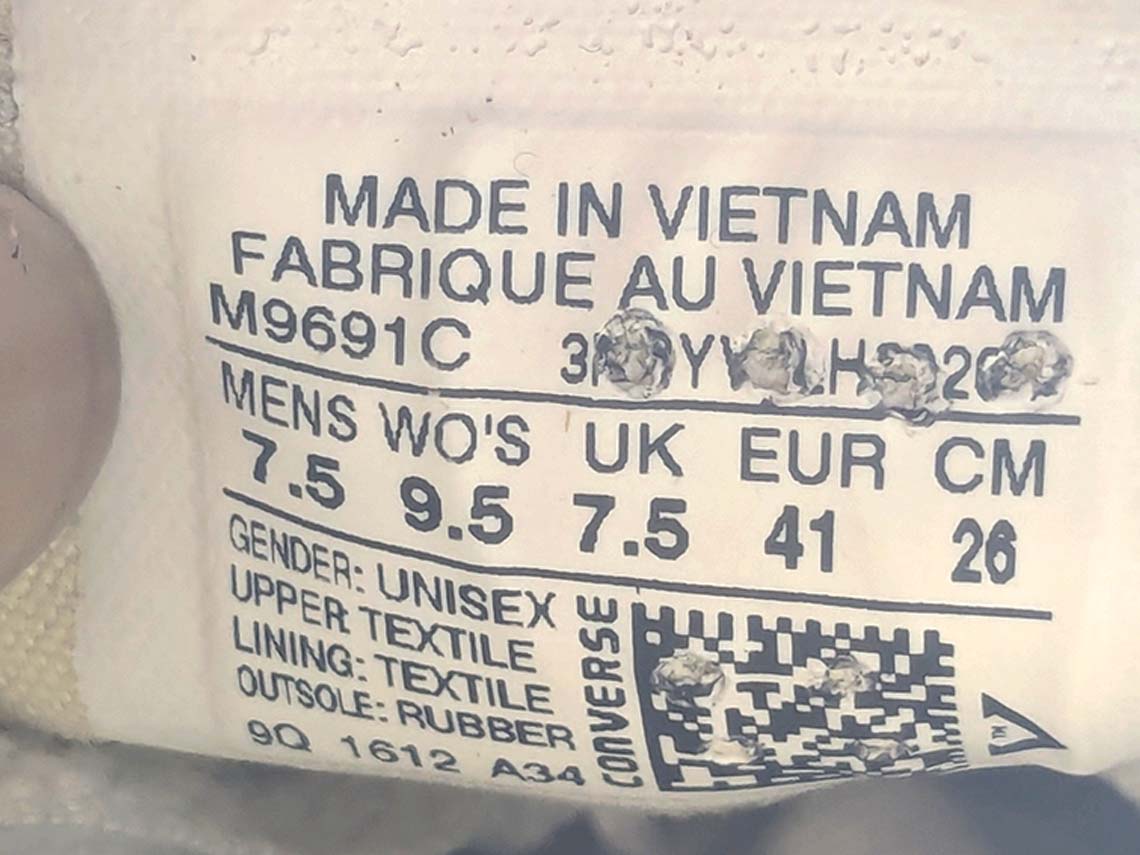 MADE IN VIETNAM
FABRIQUE AU VIETNAM
M9691C
MENS WO'S UK EUR CM
7.5 9.5 7.5 41 26
GENDER: UNISEX
UPPER: TEXTILE
LINING: TEXTILE
OUTSOLE: RUBBER
9Q 1612 A34
CONVERSE
TM